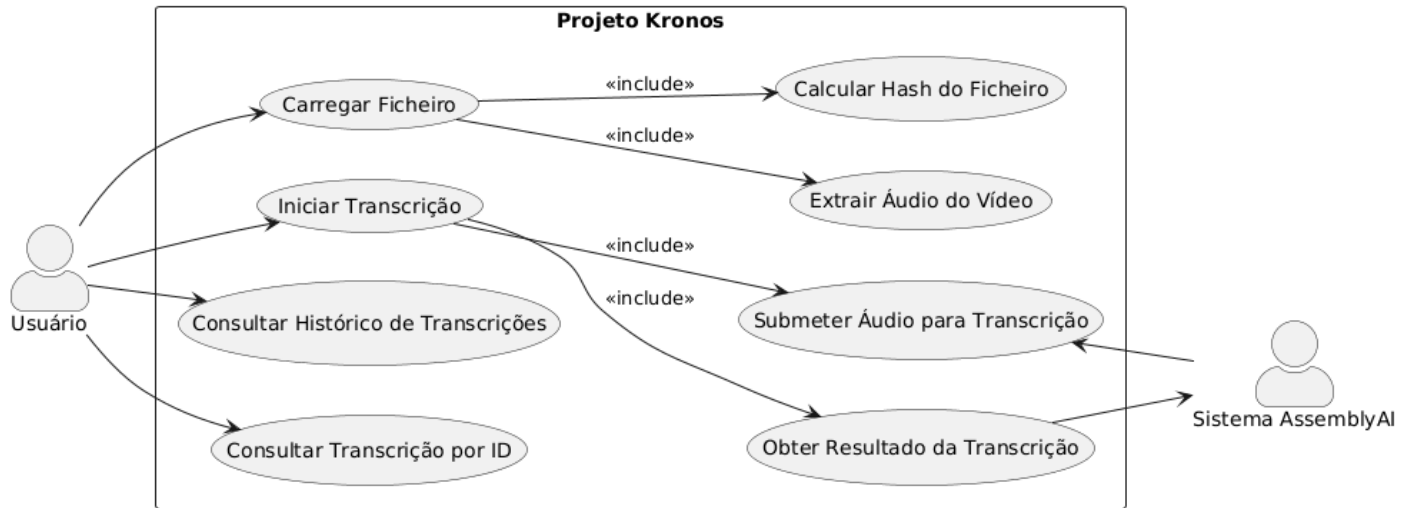 Projeto Kronos
Carregar Ficheiro
«include»
Calcular Hash do Ficheiro
«include»
Extrair Áudio do Vídeo
Iniciar Transcrição
«include»
«include»
Usuário
Consultar Histórico de Transcrições
Submeter Áudio para Transcrição
Sistema AssemblyAI
Consultar Transcrição por ID
Obter Resultado da Transcrição